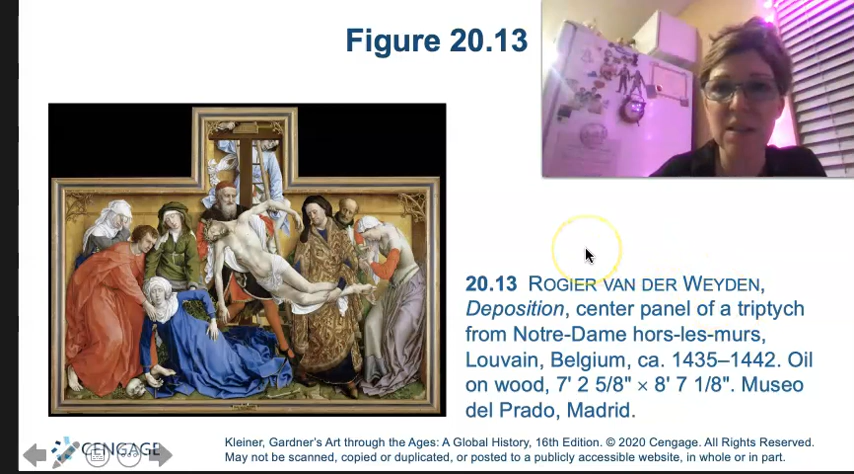 Figure 20.13
20.13 ROGIER VAN DER WEYDEN,
Deposition, center panel of a triptych
from Notre-Dame hors-les-murs,
Louvain, Belgium, ca. 1435–1442. Oil
on wood, 7' 2 5/8" × 8' 7 1/8". Museo
del Prado, Madrid.
CENGAGE
Kleiner, Gardner's Art through the Ages: A Global History, 16th Edition. © 2020 Cengage. All Rights Reserved.
May not be scanned, copied or duplicated, or posted to a publicly accessible website, in whole or in part.